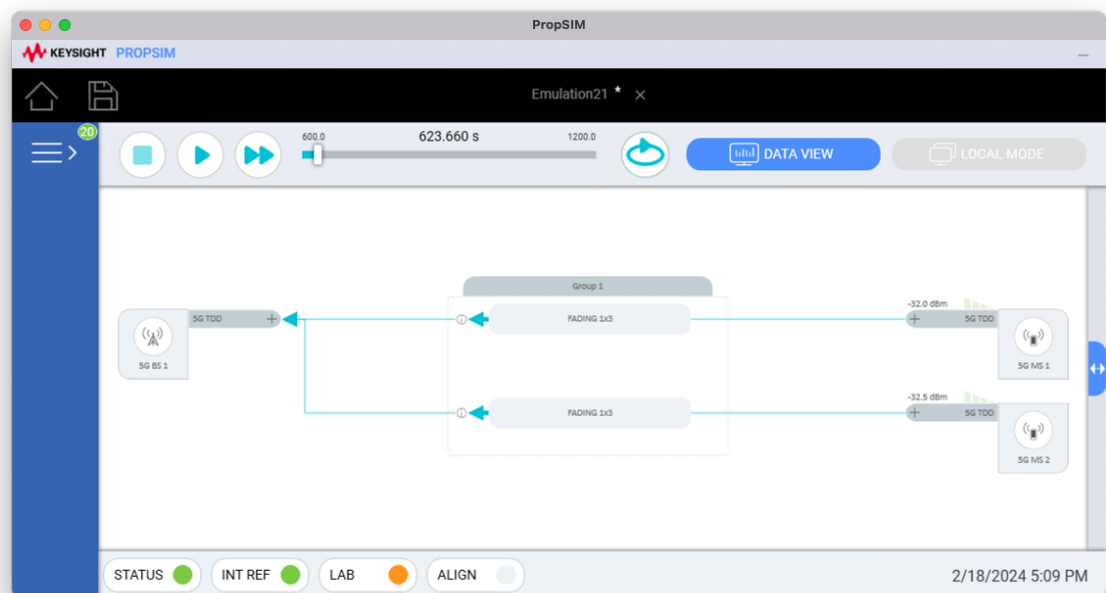 PropSIM
KEYSIGHT PROPSIM
Emulation21 *
20
600.0 623.660 s 1200.0
DATA VIEW
LOCAL MODE
Group 1
-32.0 dBm
5G TDD
FADING 1x3
5G TDD
5G BS 1
5G MS 1
-32.5 dBm
FADING 1x3
5G TDD
5G MS 2
STATUS
INT REF
LAB
ALIGN
2/18/2024 5:09 PM